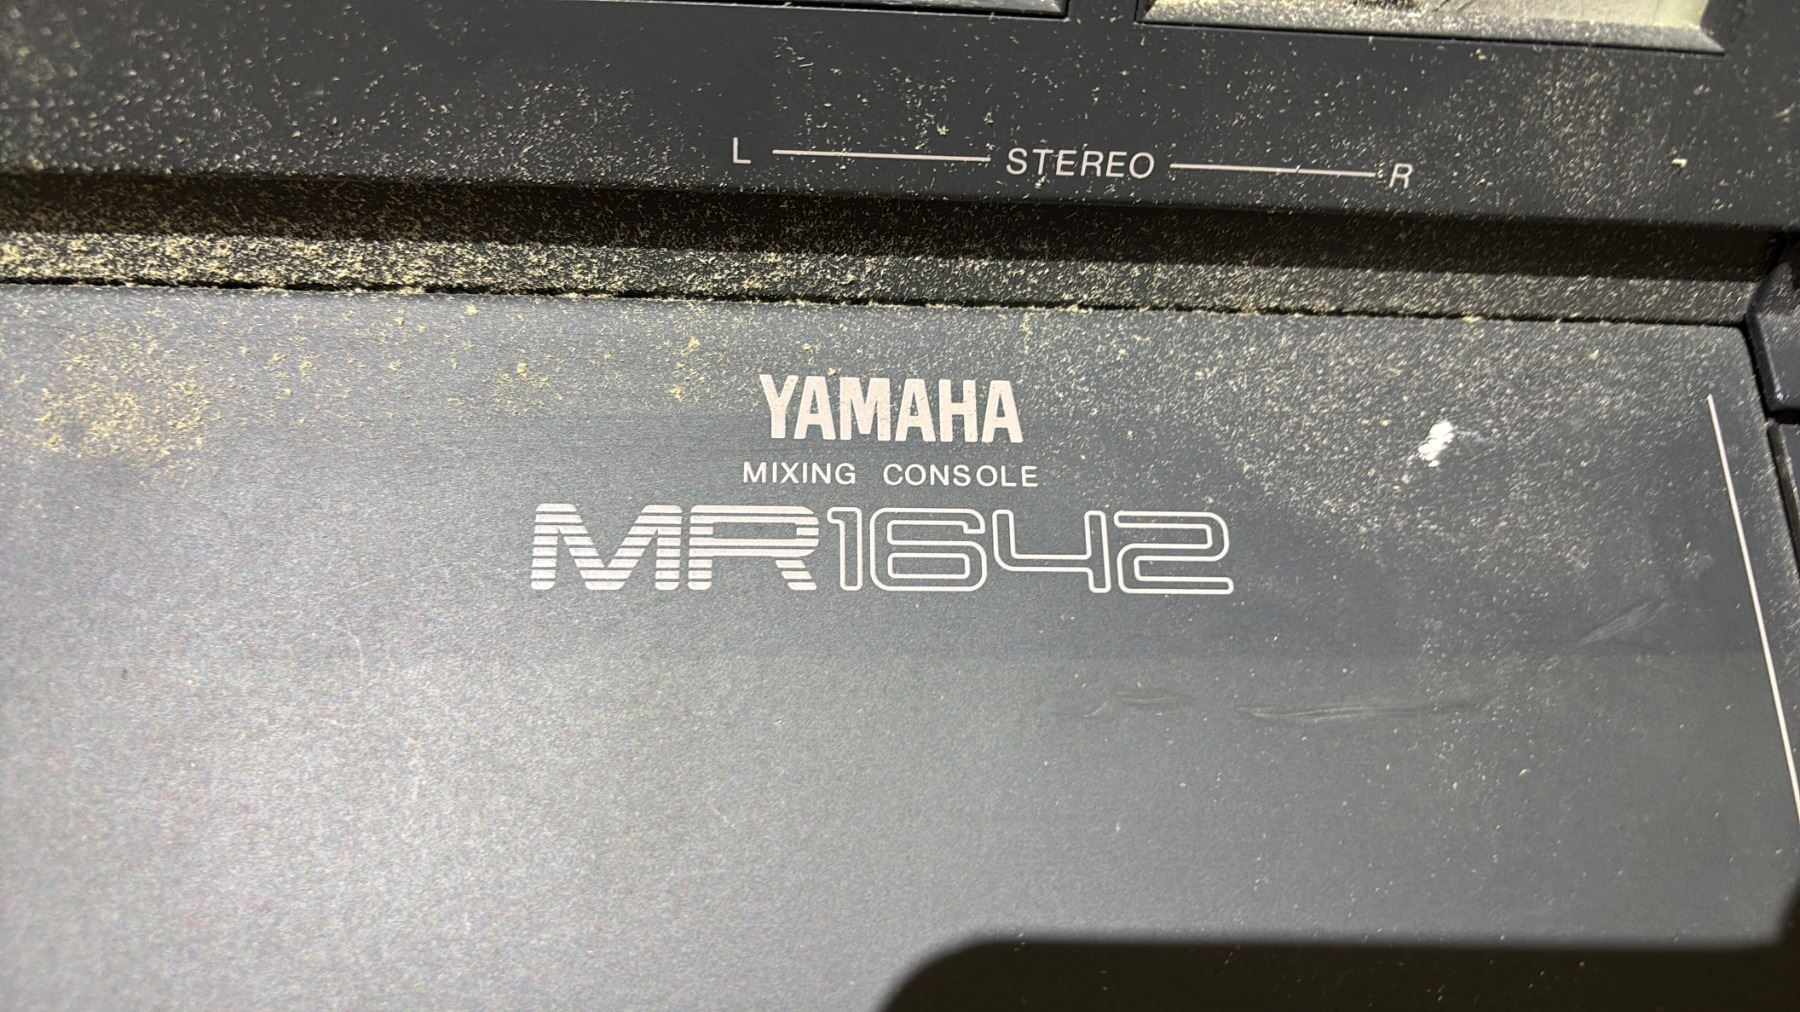 L STEREO R
YAMAHA
MIXING CONSOLE
MR1642